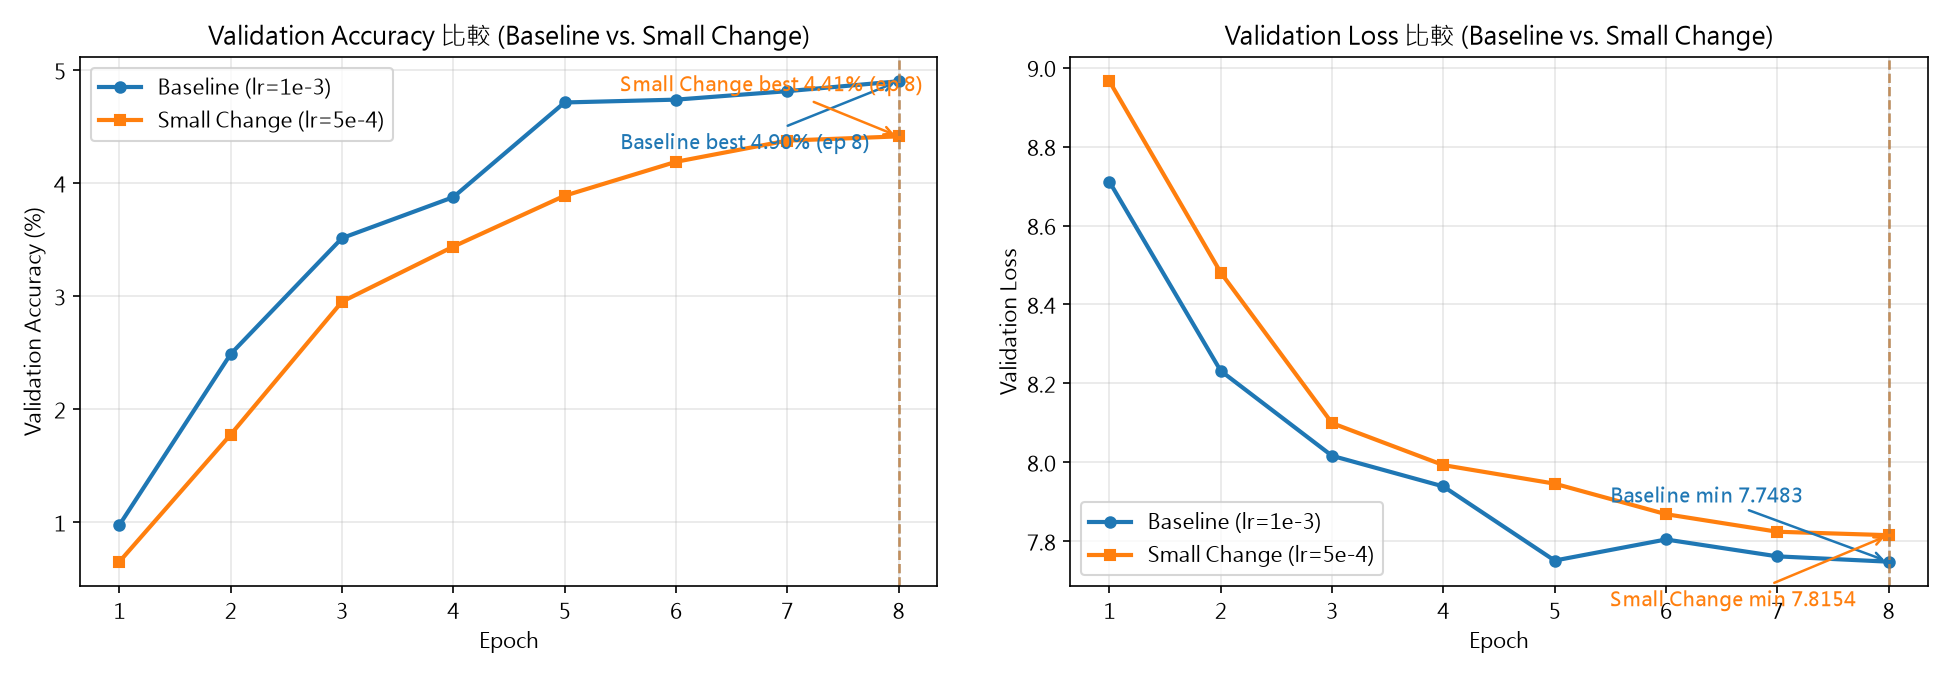 Validation Accuracy 比較 (Baseline vs. Small Change)
Validation Accuracy (%)
5
4
3
2
1
Baseline (lr=1e-3)
Small Change (lr=5e-4)
Small Change best 4.41% (ep 8)
Baseline best 4.90% (ep 8)
1 2 3 4 5 6 7 8
Epoch
Validation Loss 比較 (Baseline vs. Small Change)
Validation Loss
9.0
8.8
8.6
8.4
8.2
8.0
7.8
Baseline min 7.7483
Baseline (lr=1e-3)
Small Change (lr=5e-4)
Small Change min 7.8154
1 2 3 4 5 6 7 8
Epoch